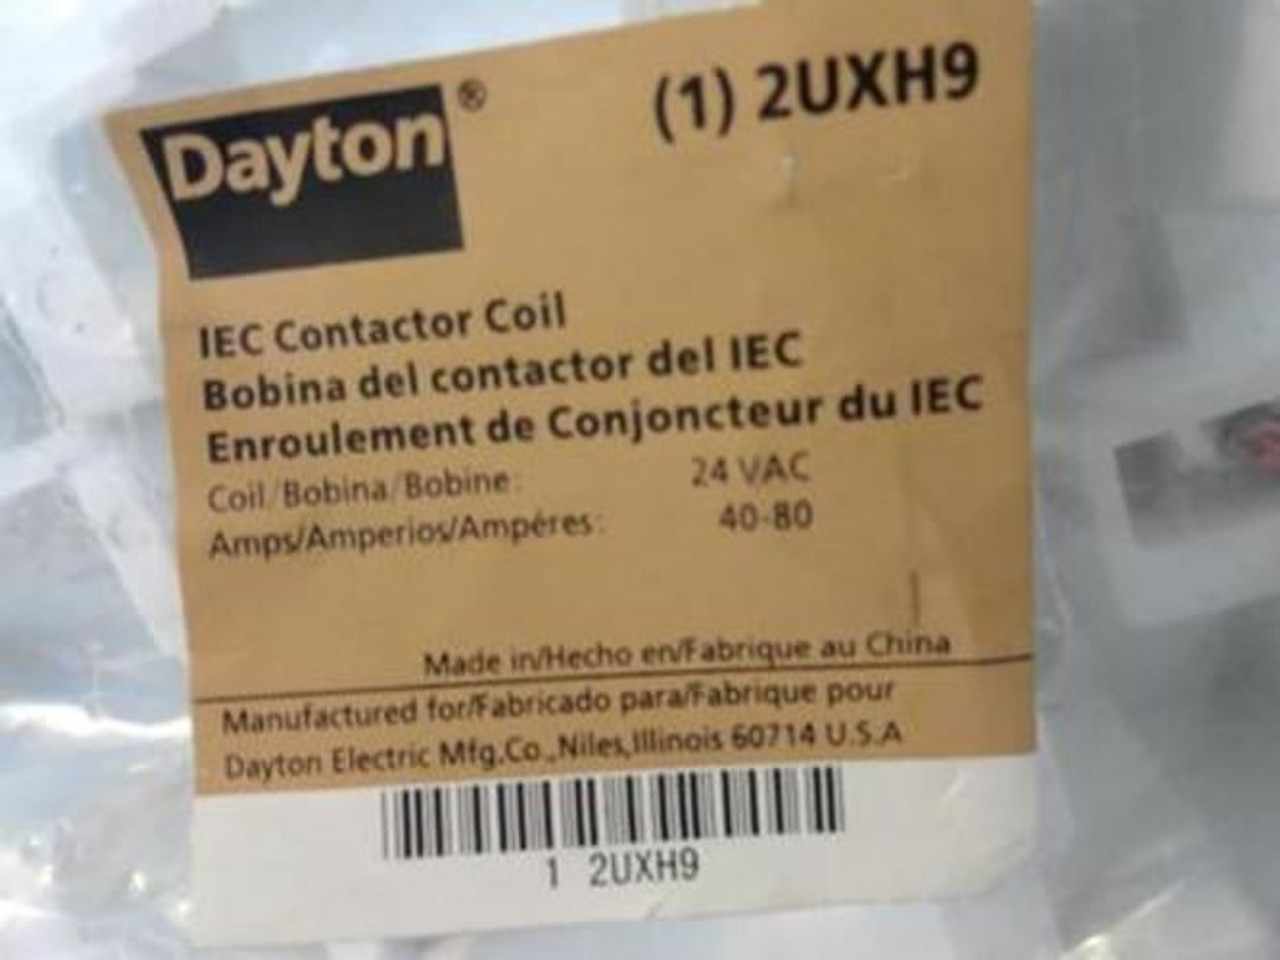 Dayton®
(1) 2UXH9
IEC Contactor Coil
Bobina del contactor del IEC
Enroulement de Conjoncteur du IEC
Coil/Bobina/Bobine: 24 VAC
Amps/Amperios/Ampéres: 40-80
Made in/Hecho en/Fabrique au China
Manufactured for/Fabricado para/Fabrique pour
Dayton Electric Mfg.Co.,Niles,Illinois 60714 U.S.A
1 2UXH9